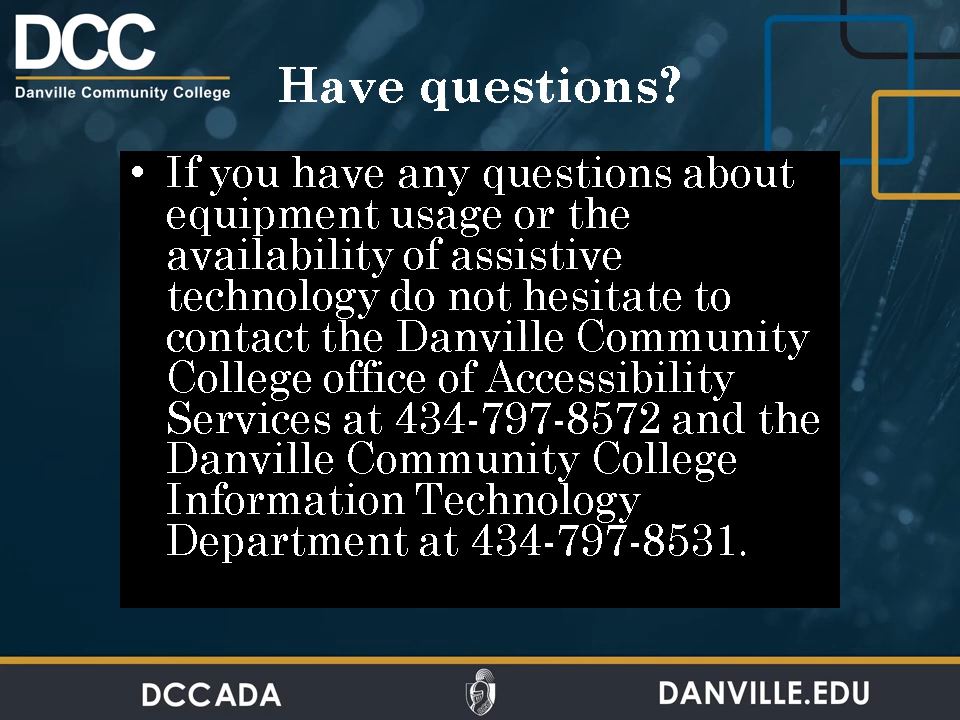 DCC
Danville Community College
Have questions?
• If you have any questions about
equipment usage or the
availability of assistive
technology do not hesitate to
contact the Danville Community
College office of Accessibility
Services at 434-797-8572 and the
Danville Community College
Information Technology
Department at 434-797-8531.
DCC ADA
DANVILLE.EDU